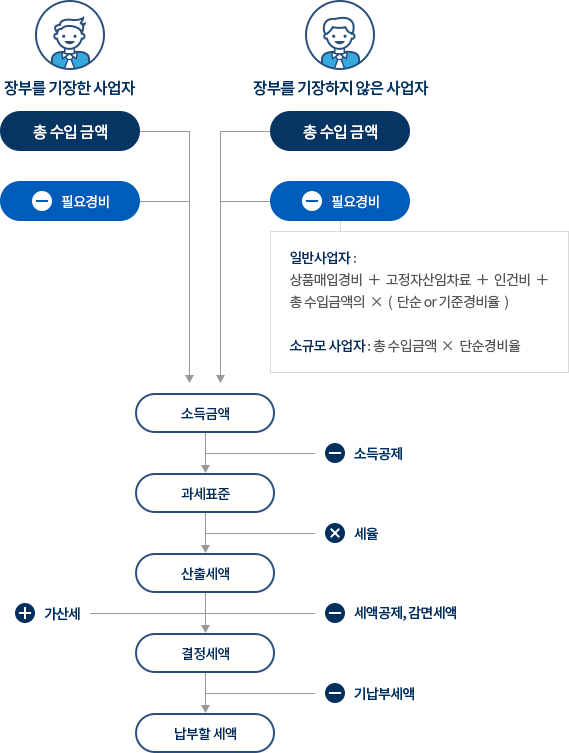 장부를 기장한 사업자
장부를 기장하지 않은 사업자
총 수입 금액
총 수입 금액
필요경비
필요경비
일반사업자 :
상품매입경비 + 고정자산임차료 + 인건비 +
총 수입금액의 × ( 단순 or 기준경비율 )
소규모 사업자 : 총 수입금액 × 단순경비율
소득금액
소득공제
과세표준
세율
산출세액
가산세
세액공제, 감면세액
결정세액
기납부세액
납부할 세액